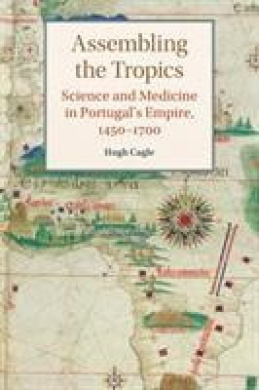 Assembling
the Tropics
Science and Medicine
in Portugal's Empire,
1450–1700
Hugh Cagle